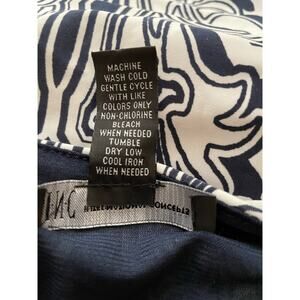 MACHINE
WASH COLD
GENTLE CYCLE
WITH LIKE
COLORS ONLY
NON-CHLORINE
BLEACH
WHEN NEEDED
TUMBLE
DRY LOW
COOL IRON
WHEN NEEDED
INC
INTERNATIONAL CONCEPTS